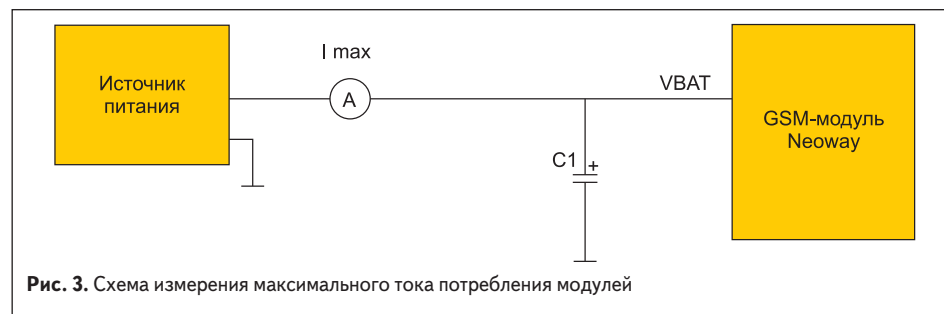 I max
Источник
питания
A
VBAT
GSM-модуль
Neoway
C1
+
Рис. 3. Схема измерения максимального тока потребления модулей